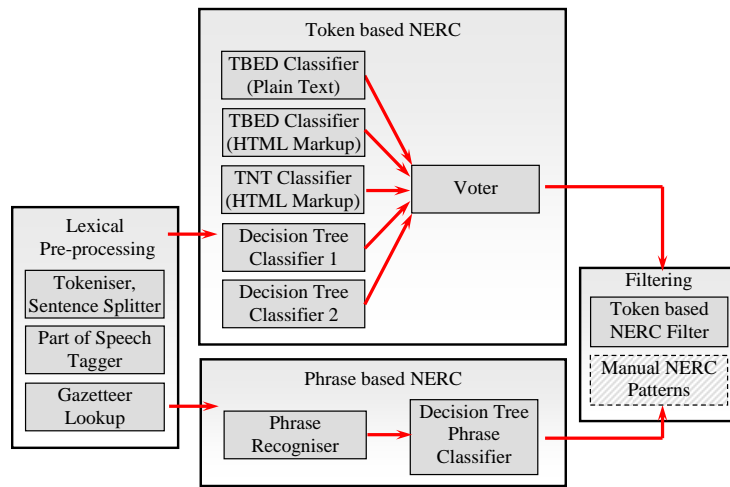 Token based NERC
TBED Classifier
(Plain Text)
TBED Classifier
(HTML Markup)
TNT Classifier
(HTML Markup)
Decision Tree
Classifier 1
Decision Tree
Classifier 2
Voter
Lexical
Pre-processing
Tokeniser,
Sentence Splitter
Part of Speech
Tagger
Gazetteer
Lookup
Filtering
Token based
NERC Filter
Manual NERC
Patterns
Phrase based NERC
Phrase
Recogniser
Decision Tree
Phrase
Classifier